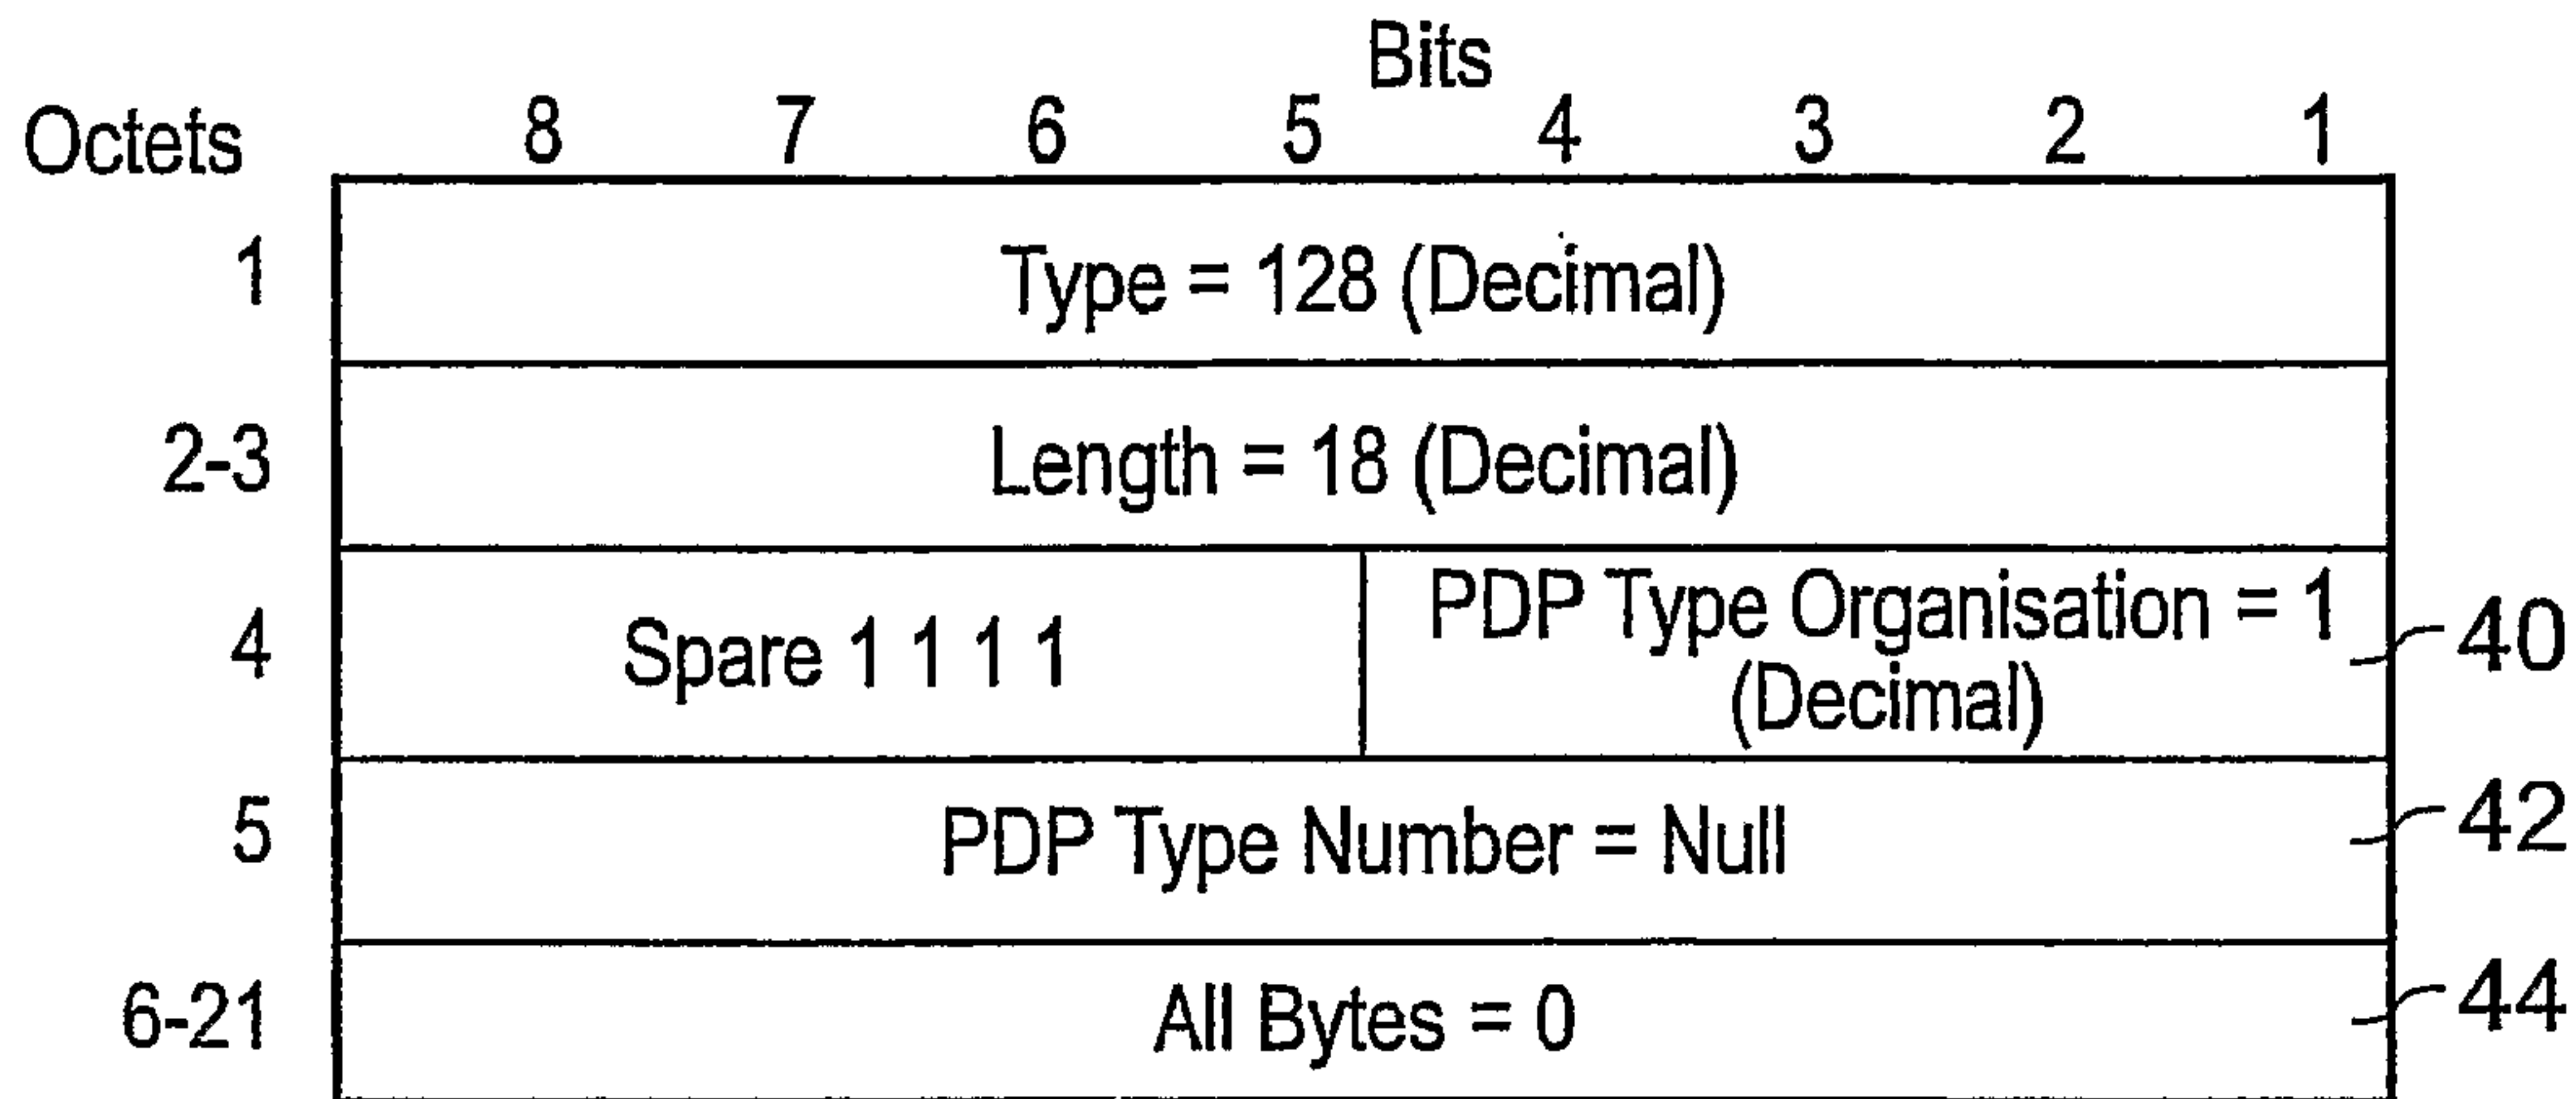 Bits
Octets 8 7 6 5 4 3 2 1
1 Type = 128 (Decimal)
2-3 Length = 18 (Decimal)
4 Spare 1 1 1 1 PDP Type Organisation = 1 (Decimal) 40
5 PDP Type Number = Null 42
6-21 All Bytes = 0 44